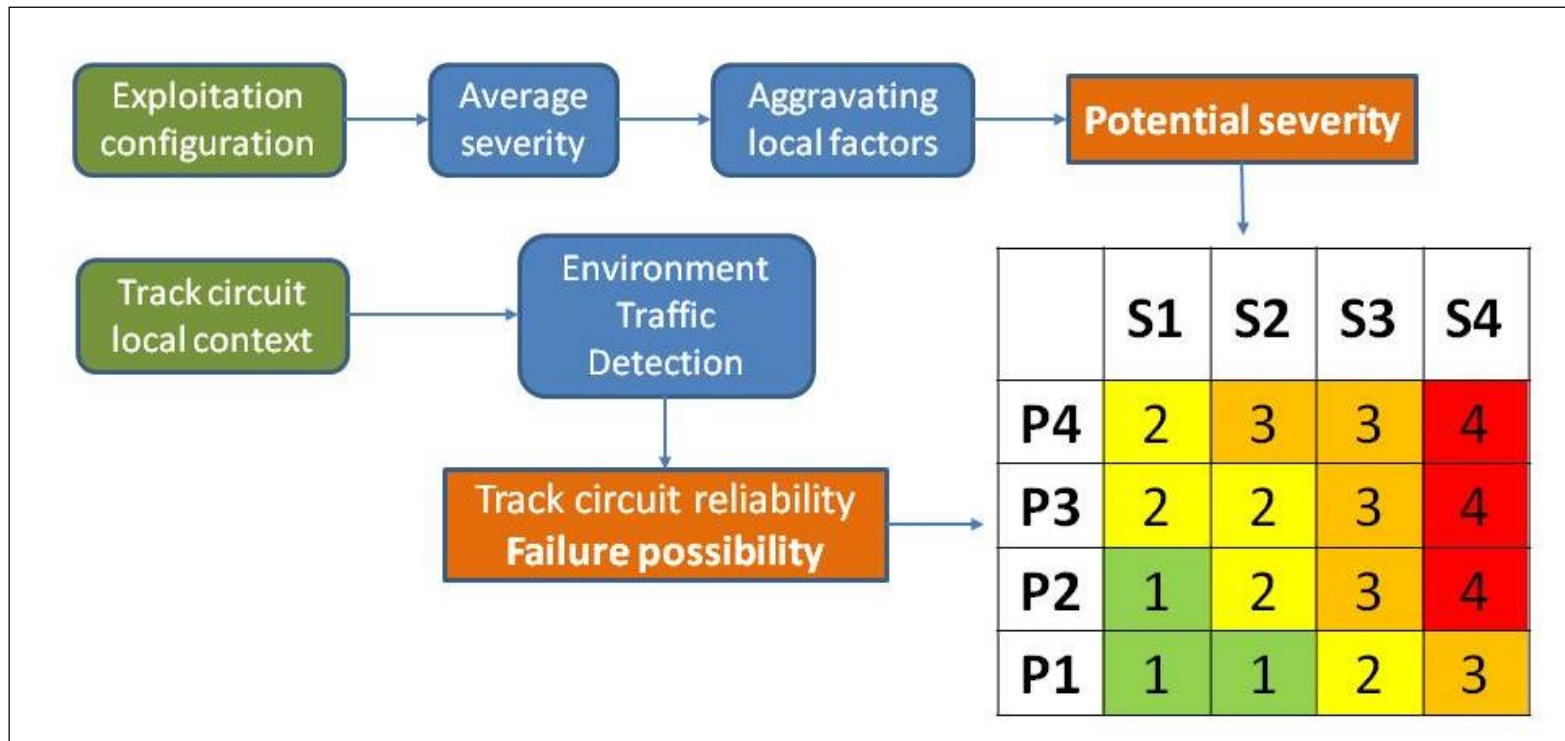 Exploitation
configuration
Average
severity
Aggravating
local factors
Potential severity
Track circuit
local context
Environment
Traffic
Detection
Track circuit reliability
Failure possibility
S1 S2 S3 S4
P4 2 3 3 4
P3 2 2 3 4
P2 1 2 3 4
P1 1 1 2 3